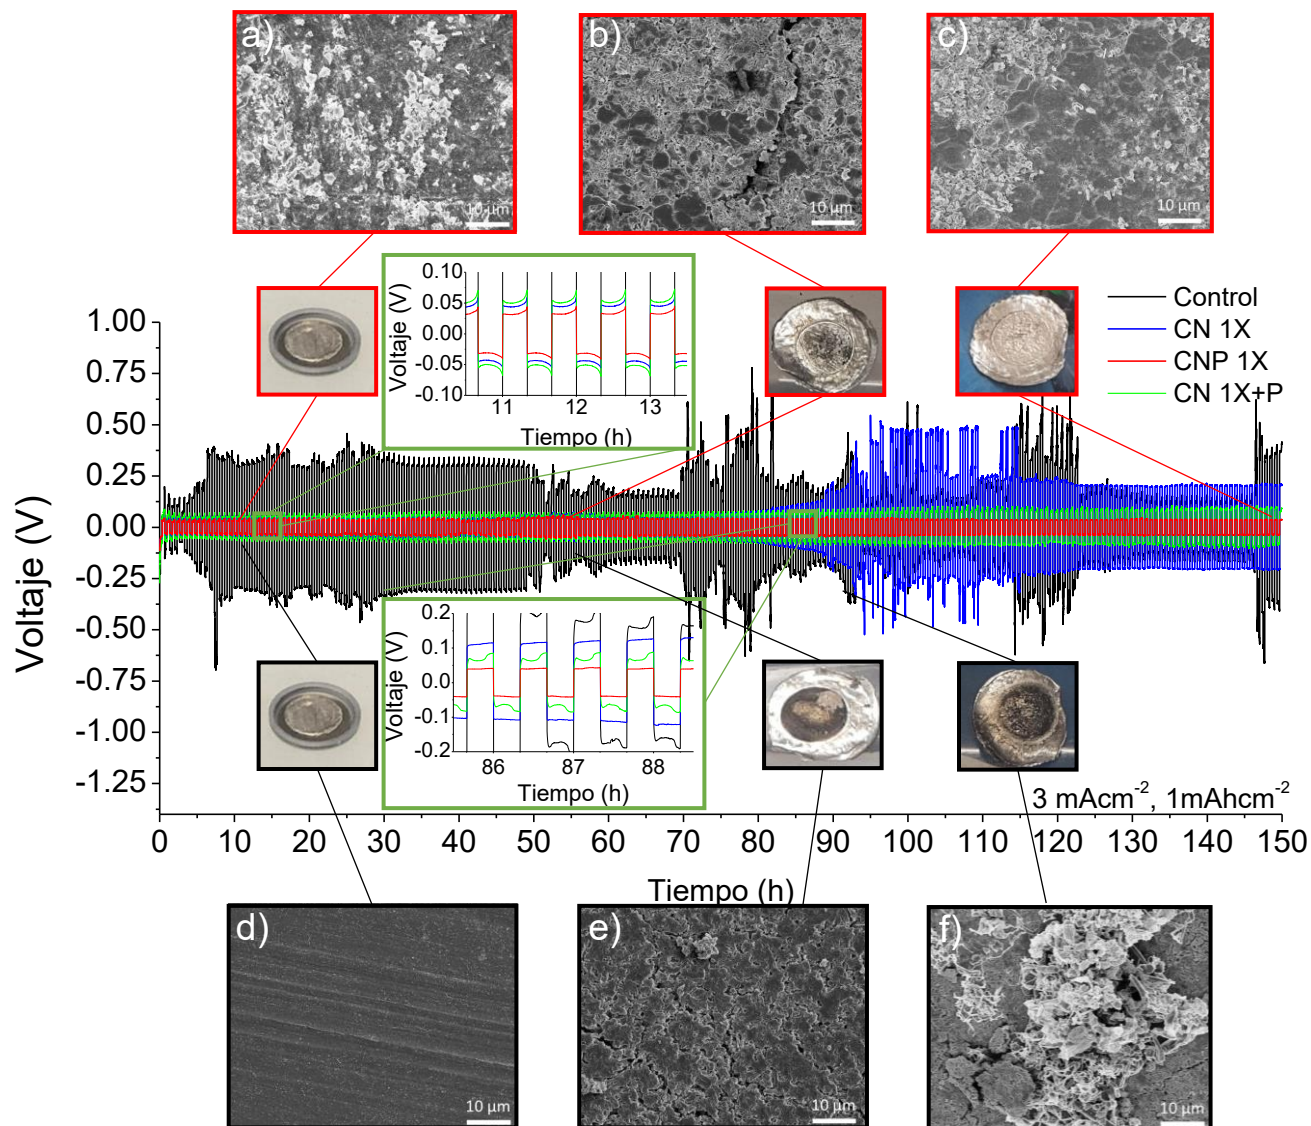 a)
10 µm
b)
10 µm
c)
10 µm
Control
CN 1X
CNP 1X
CN 1X+P
Voltaje (V)
1.00
0.75
0.50
0.25
0.00
-0.25
-0.50
-0.75
-1.00
-1.25
Voltaje (V)
0.10
0.05
0.00
-0.05
-0.10
11 12 13
Tiempo (h)
Voltaje (V)
0.2
0.1
0.0
-0.1
-0.2
86 87 88
Tiempo (h)
3 mAcm⁻², 1mAhcm⁻²
0 10 20 30 40 50 60 70 80 90 100 110 120 130 140 150
Tiempo (h)
d)
10 µm
e)
10 µm
f)
10 µm